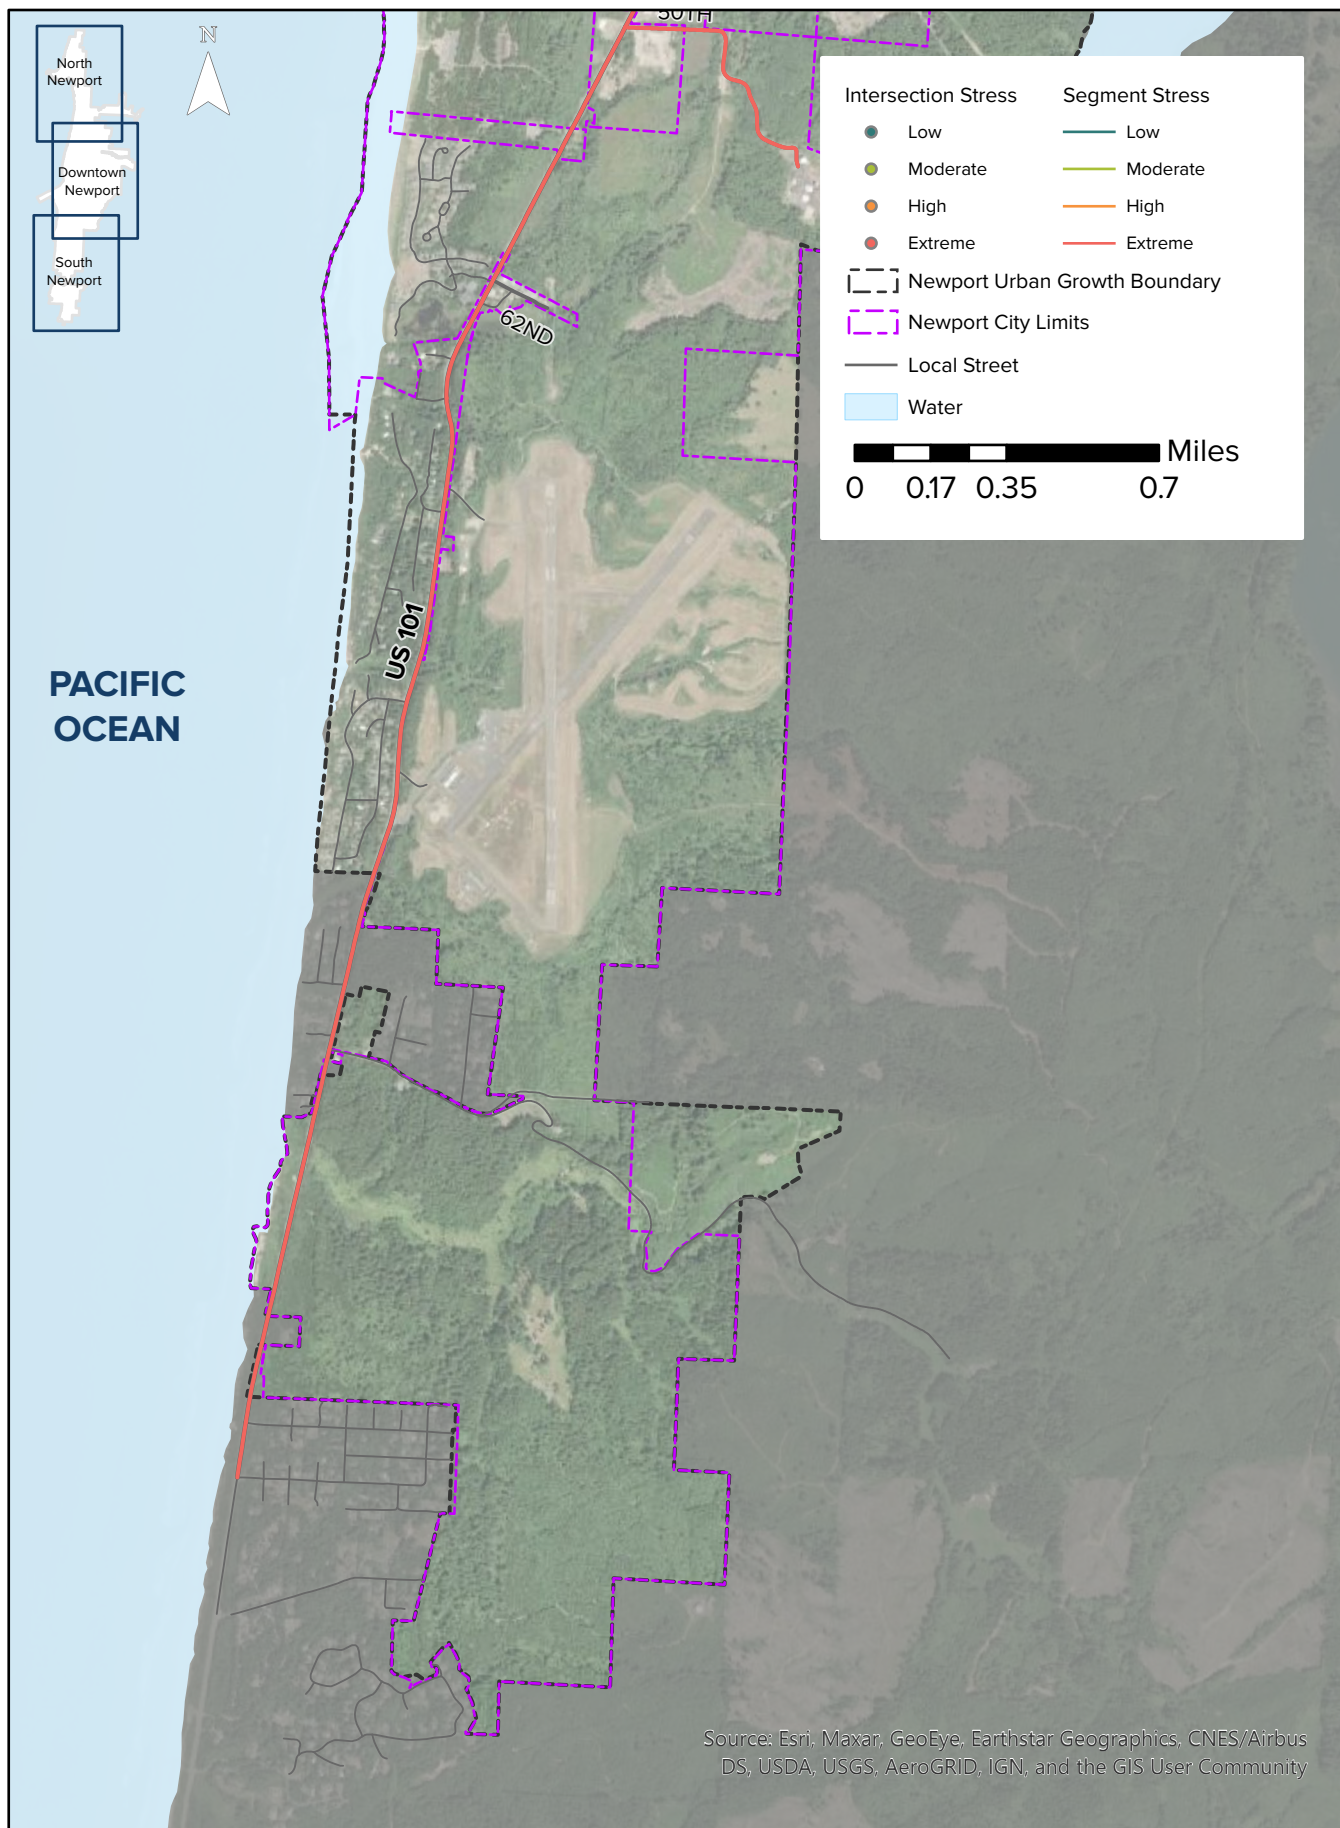 50TH
North
Newport
N
Downtown
Newport
South
Newport
Intersection Stress
Segment Stress
Low
Low
Moderate
Moderate
High
High
Extreme
Extreme
Newport Urban Growth Boundary
Newport City Limits
Local Street
Water
Miles
0 0.17 0.35 0.7
62ND
US 101
PACIFIC
OCEAN
Source: Esri, Maxar, GeoEye, Earthstar Geographics, CNES/Airbus
DS, USDA, USGS, AeroGRID, IGN, and the GIS User Community